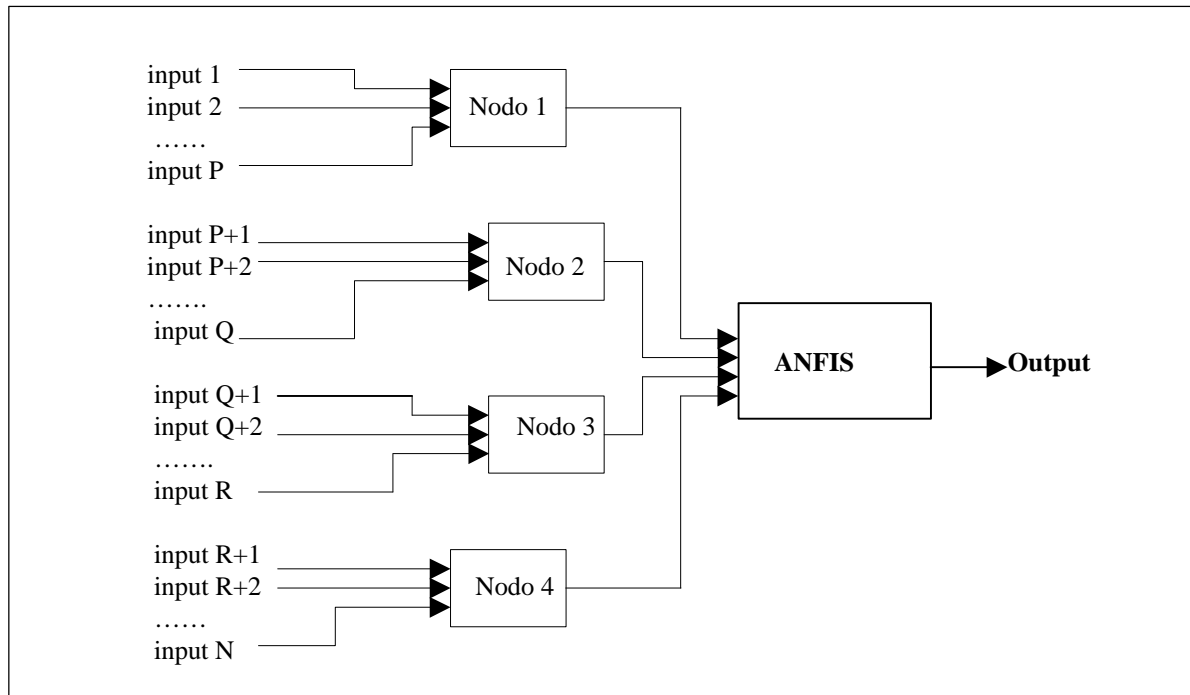 input 1
input 2
……
input P
Nodo 1
input P+1
input P+2
…….
input Q
Nodo 2
input Q+1
input Q+2
…….
input R
Nodo 3
input R+1
input R+2
……
input N
Nodo 4
ANFIS
Output